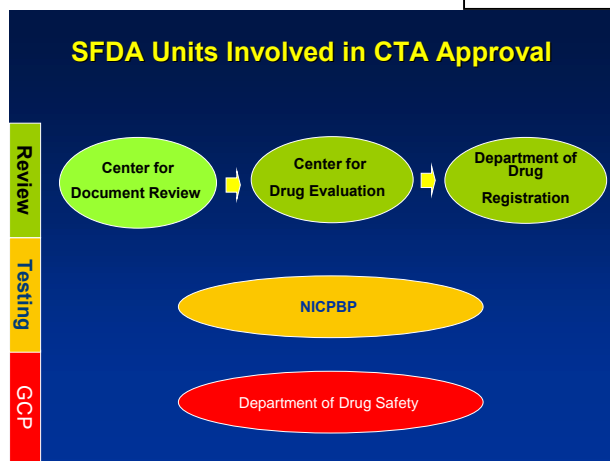 SFDA Units Involved in CTA Approval
Review
Center for
Document Review
Center for
Drug Evaluation
Department of
Drug
Registration
Testing
NICPBP
GCP
Department of Drug Safety